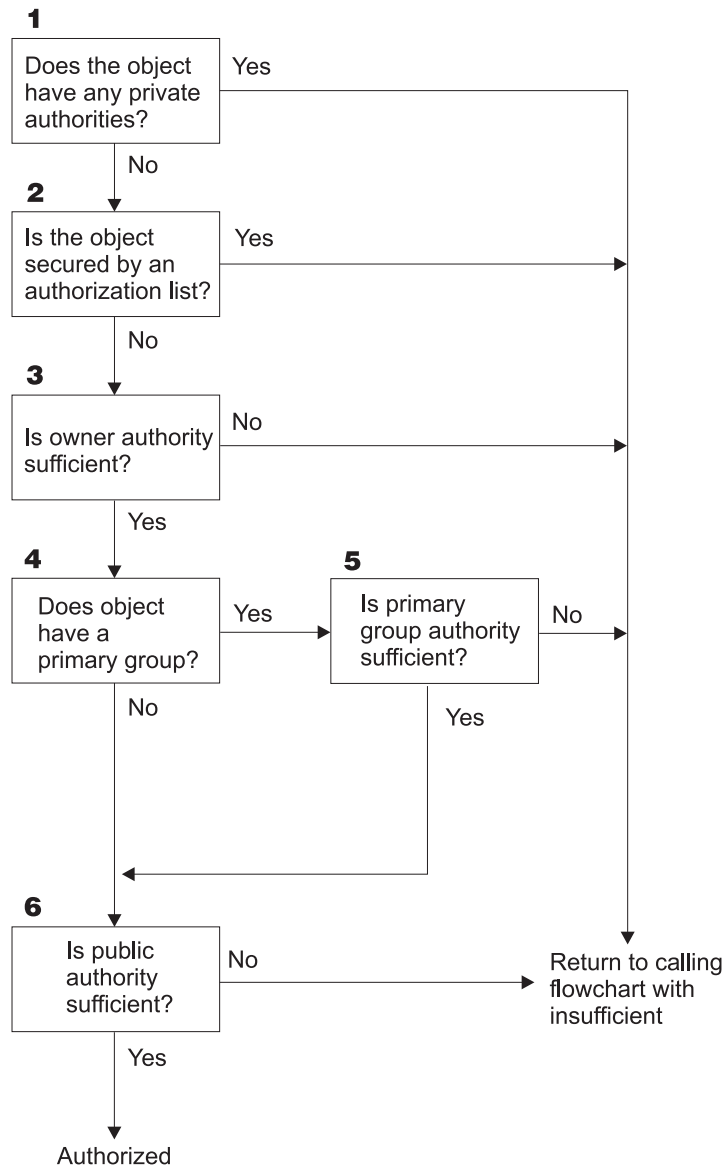 1
Does the object
have any private
authorities?
Yes
No
2
Is the object
secured by an
authorization list?
Yes
No
3
Is owner authority
sufficient?
No
Yes
4
Does object
have a
primary group?
Yes
5
Is primary
group authority
sufficient?
No
No
Yes
6
Is public
authority
sufficient?
No
Return to calling
flowchart with
insufficient
Yes
Authorized